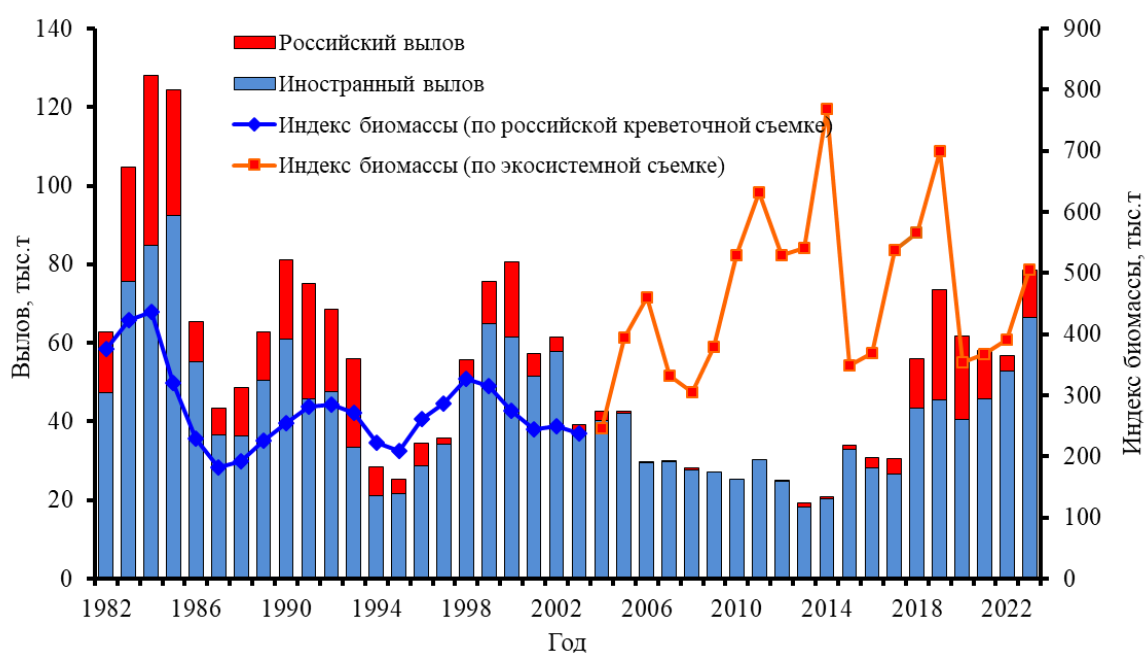 140
120
100
80
60
40
20
0
Вылов, тыс.т
Российский вылов
Иностранный вылов
Индекс биомассы (по российской креветочной съемке)
Индекс биомассы (по экосистемной съемке)
900
800
700
600
500
400
300
200
100
0
Индекс биомассы, тыс.т
1982 1986 1990 1994 1998 2002 2006 2010 2014 2018 2022
Год